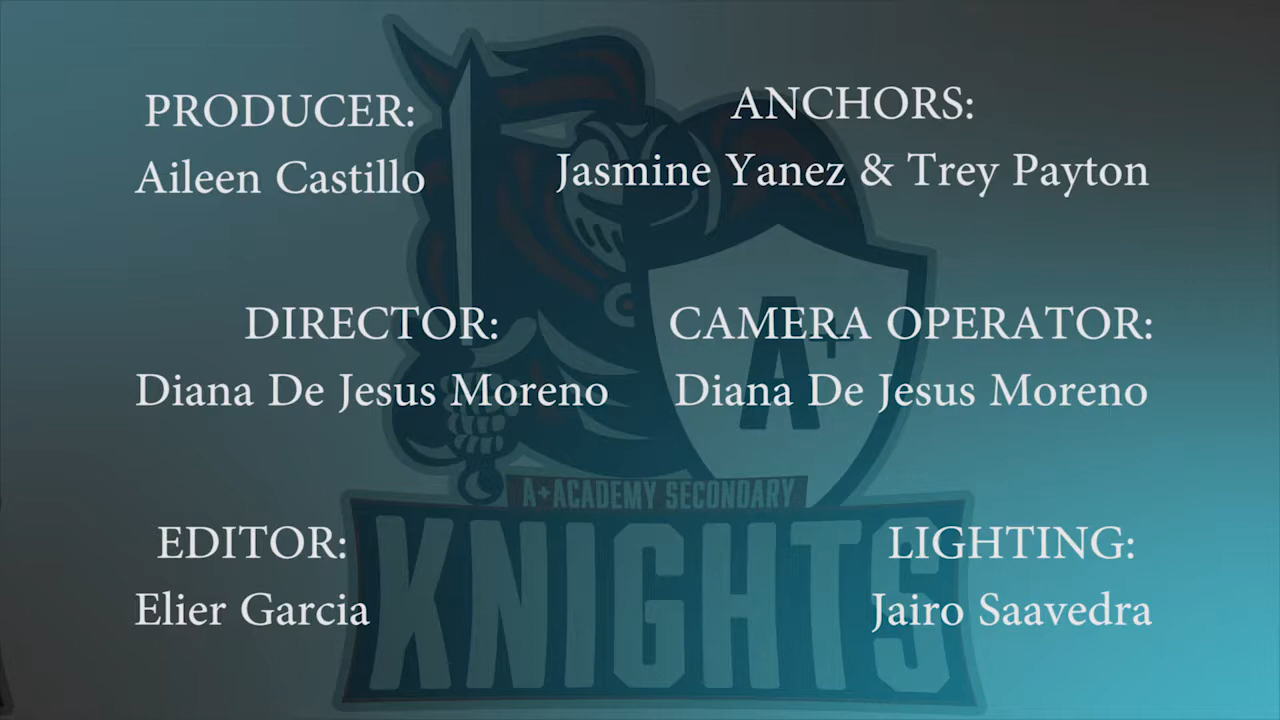 PRODUCER:
Aileen Castillo
ANCHORS:
Jasmine Yanez & Trey Payton
DIRECTOR:
Diana De Jesus Moreno
CAMERA OPERATOR:
Diana De Jesus Moreno
EDITOR:
Elier Garcia
LIGHTING:
Jairo Saavedra
A+
A+ACADEMY SECONDARY
KNIGHTS